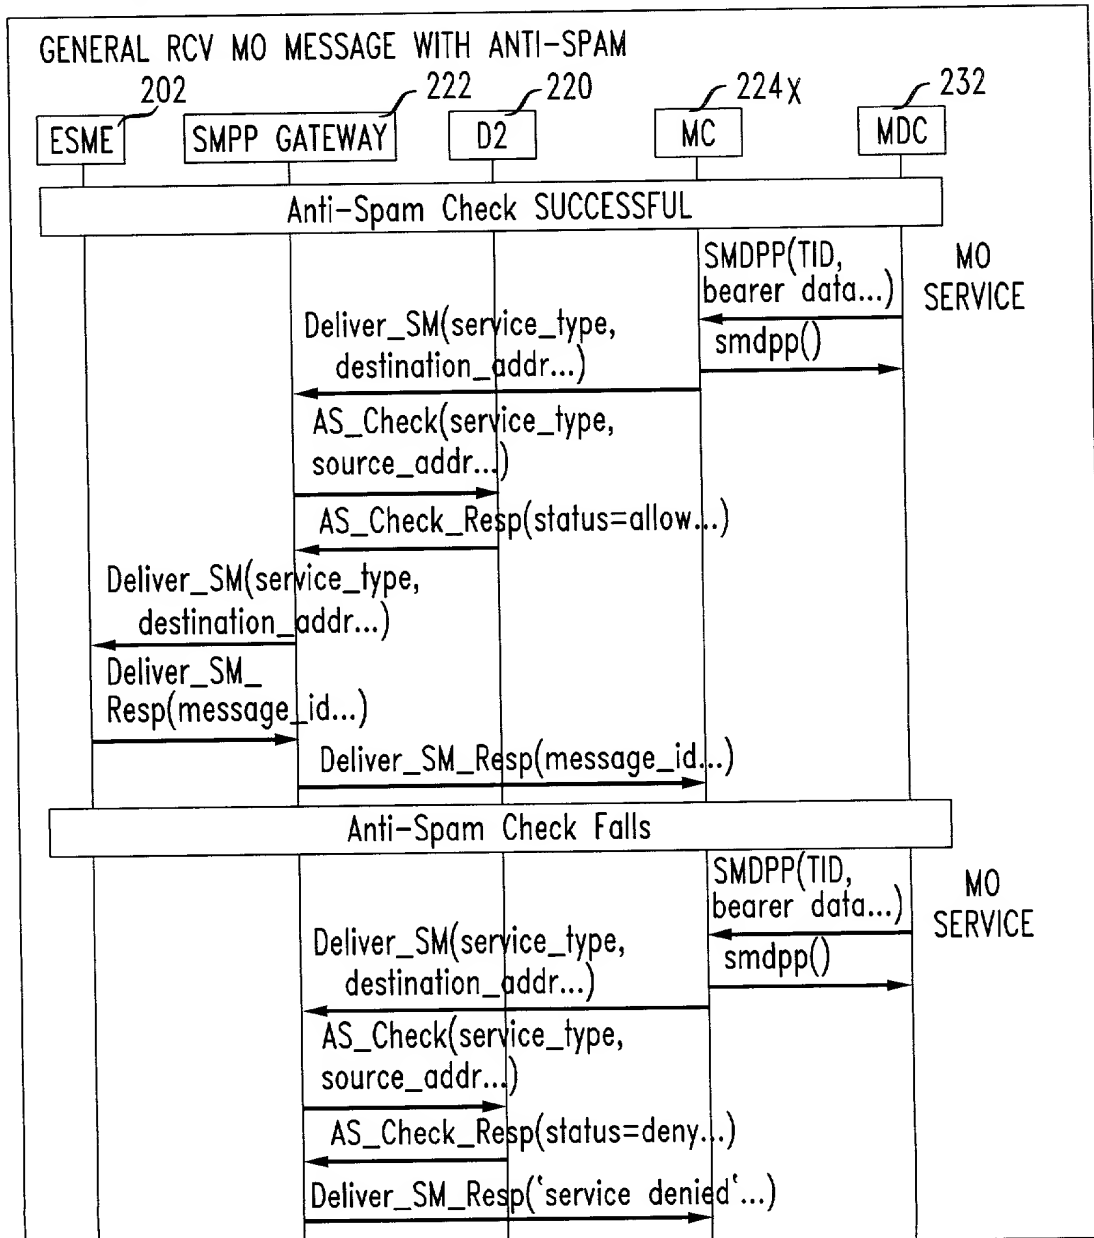 GENERAL RCV MO MESSAGE WITH ANTI-SPAM
202
222
220
224X
232
ESME
SMPP GATEWAY
D2
MC
MDC
Anti-Spam Check SUCCESSFUL
SMDPP(TID,
bearer data...)
MO
SERVICE
smdpp()
Deliver_SM(service_type,
destination_addr...)
AS_Check(service_type,
source_addr...)
AS_Check_Resp(status=allow...)
Deliver_SM(service_type,
destination_addr...)
Deliver_SM_
Resp(message_id...)
Deliver_SM_Resp(message_id...)
Anti-Spam Check Falls
SMDPP(TID,
bearer data...)
MO
SERVICE
smdpp()
Deliver_SM(service_type,
destination_addr...)
AS_Check(service_type,
source_addr...)
AS_Check_Resp(status=deny...)
Deliver_SM_Resp(‘service denied‘...)